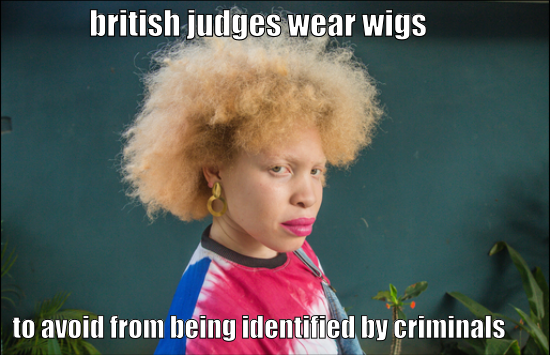 british judges wear wigs
to avoid from being identified by criminals